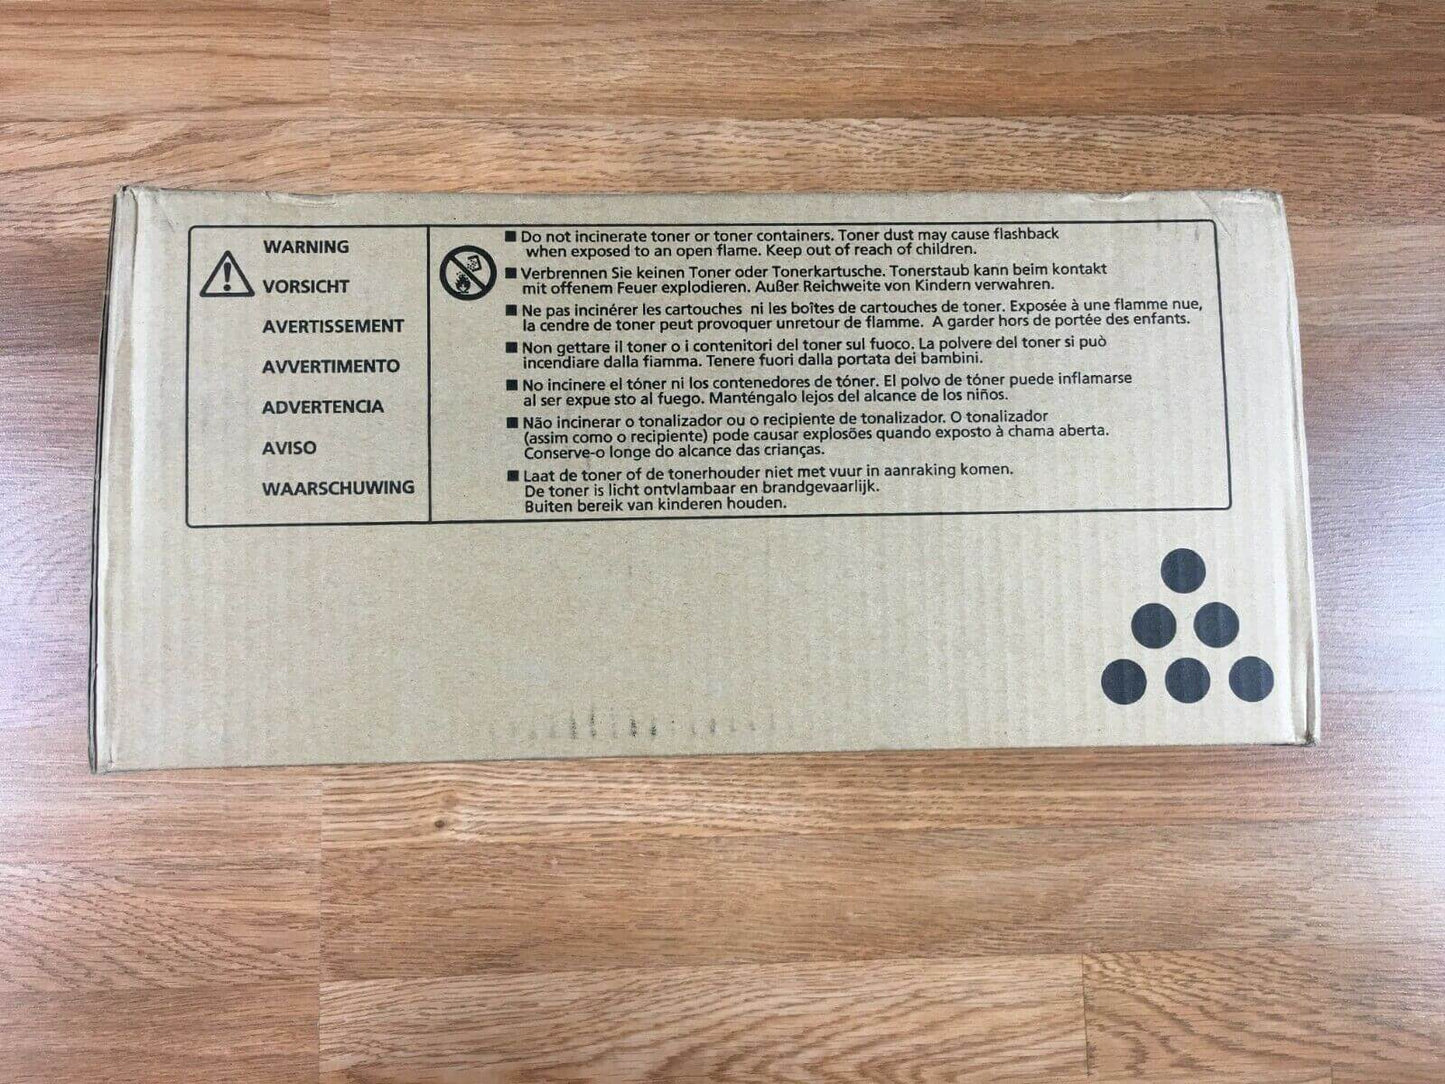 WARNING
VORSICHT
AVERTISSEMENT
AVVERTIMENTO
ADVERTENCIA
AVISO
WAARSCHUWING
■ Do not incinerate toner or toner containers. Toner dust may cause flashback
when exposed to an open flame. Keep out of reach of children.
■ Verbrennen Sie keinen Toner oder Tonerkartusche. Tonerstaub kann beim kontakt
mit offenem Feuer explodieren. Außer Reichweite von Kindern verwahren.
■ Ne pas incinérer les cartouches ni les boîtes de cartouches de toner. Exposée à une flamme nue,
la cendre de toner peut provoquer unretour de flamme. A garder hors de portée des enfants.
■ Non gettare il toner o i contenitori del toner sul fuoco. La polvere del toner si può
incendiare dalla fiamma. Tenere fuori dalla portata dei bambini.
■ No incinere el tóner ni los contenedores de tóner. El polvo de tóner puede inflamarse
al ser expue sto al fuego. Manténgalo lejos del alcance de los niños.
■ Não incinerar o tonalizador ou o recipiente de tonalizador. O tonalizador
(assim como o recipiente) pode causar explosões quando exposto à chama aberta.
Conserve-o longe do alcance das crianças.
■ Laat de toner of de tonerhouder niet met vuur in aanraking komen.
De toner is licht ontvlambaar en brandgevaarlijk.
Buiten bereik van kinderen houden.